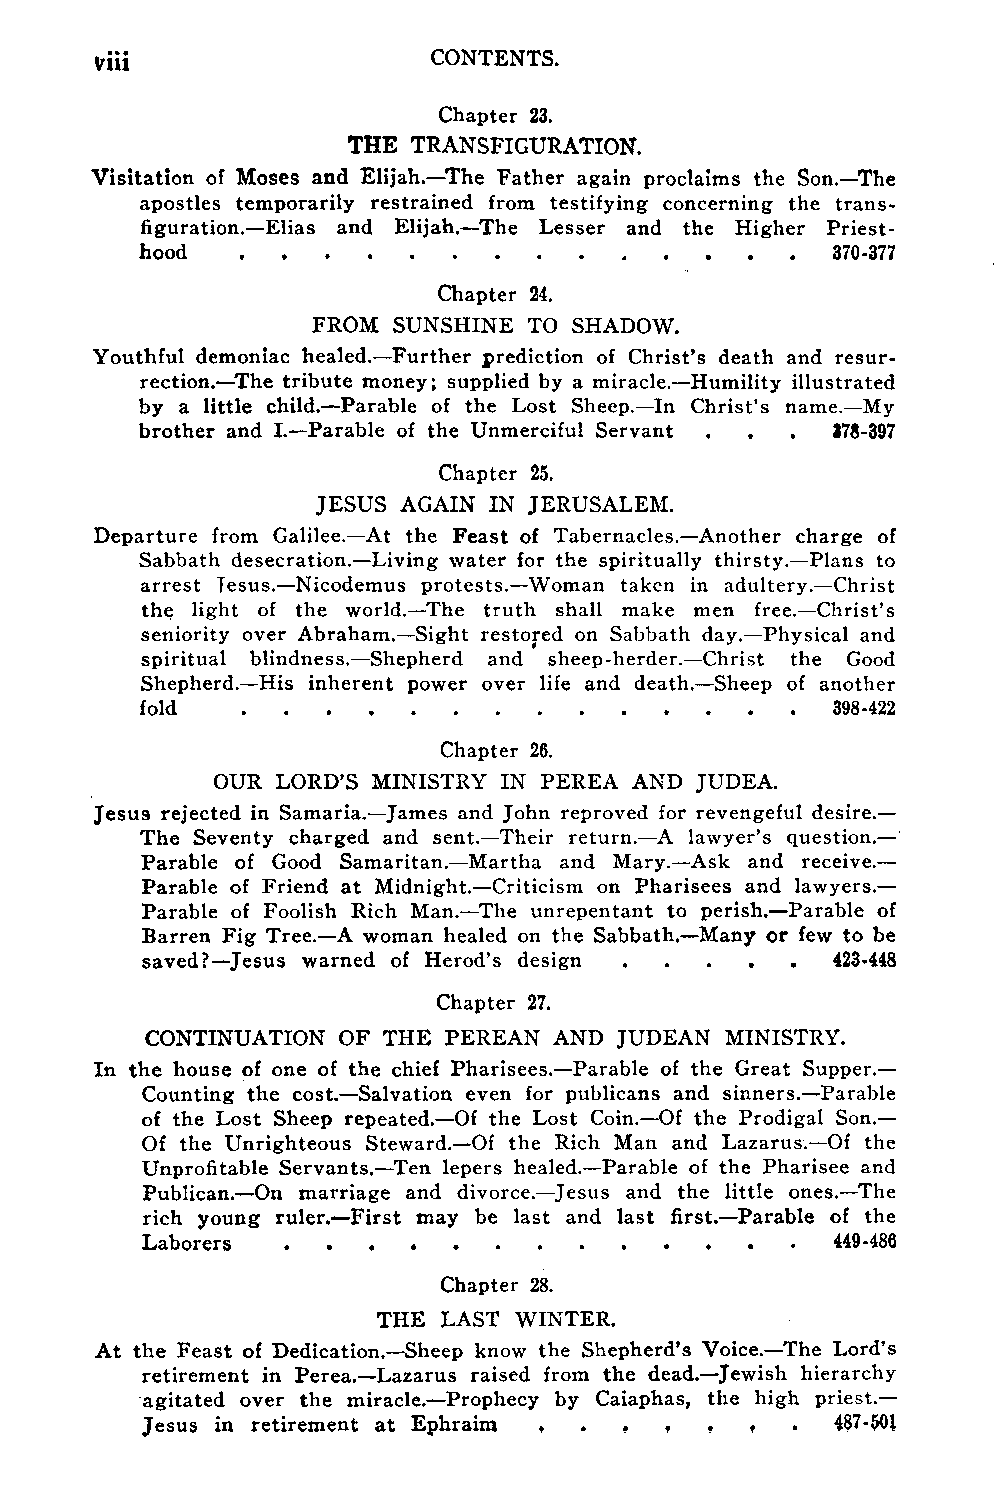 viii CONTENTS.
Chapter 23.
THE TRANSFIGURATION.
Visitation of Moses and Elijah.—The Father again proclaims the Son.—The
apostles temporarily restrained from testifying concerning the trans-
figuration.—Elias and Elijah.—The Lesser and the Higher Priest-
hood . . . . . . . . . . . . . . 370-377
Chapter 24.
FROM SUNSHINE TO SHADOW.
Youthful demoniac healed.—Further prediction of Christ's death and resur-
rection.—The tribute money; supplied by a miracle.—Humility illustrated
by a little child.—Parable of the Lost Sheep.—In Christ's name.—My
brother and I.—Parable of the Unmerciful Servant . . . 378-397
Chapter 25.
JESUS AGAIN IN JERUSALEM.
Departure from Galilee.—At the Feast of Tabernacles.—Another charge of
Sabbath desecration.—Living water for the spiritually thirsty.—Plans to
arrest Jesus.—Nicodemus protests.—Woman taken in adultery.—Christ
the light of the world.—The truth shall make men free.—Christ's
seniority over Abraham.—Sight restored on Sabbath day.—Physical and
spiritual blindness.—Shepherd and sheep-herder.—Christ the Good
Shepherd.—His inherent power over life and death.—Sheep of another
fold . . . . . . . . . . . . . . 398-422
Chapter 26.
OUR LORD'S MINISTRY IN PEREA AND JUDEA.
Jesus rejected in Samaria.—James and John reproved for revengeful desire.—
The Seventy charged and sent.—Their return.—A lawyer's question.—
Parable of Good Samaritan.—Martha and Mary.—Ask and receive.—
Parable of Friend at Midnight.—Criticism on Pharisees and lawyers.—
Parable of Foolish Rich Man.—The unrepentant to perish.—Parable of
Barren Fig Tree.—A woman healed on the Sabbath.—Many or few to be
saved?—Jesus warned of Herod's design . . . . . 423-448
Chapter 27.
CONTINUATION OF THE PEREAN AND JUDEAN MINISTRY.
In the house of one of the chief Pharisees.—Parable of the Great Supper.—
Counting the cost.—Salvation even for publicans and sinners.—Parable
of the Lost Sheep repeated.—Of the Lost Coin.—Of the Prodigal Son.—
Of the Unrighteous Steward.—Of the Rich Man and Lazarus.—Of the
Unprofitable Servants.—Ten lepers healed.—Parable of the Pharisee and
Publican.—On marriage and divorce.—Jesus and the little ones.—The
rich young ruler.—First may be last and last first.—Parable of the
Laborers . . . . . . . . . . . . . 449-486
Chapter 28.
THE LAST WINTER.
At the Feast of Dedication.—Sheep know the Shepherd's Voice.—The Lord's
retirement in Perea.—Lazarus raised from the dead.—Jewish hierarchy
agitated over the miracle.—Prophecy by Caiaphas, the high priest.—
Jesus in retirement at Ephraim . . . . . . . 487-501